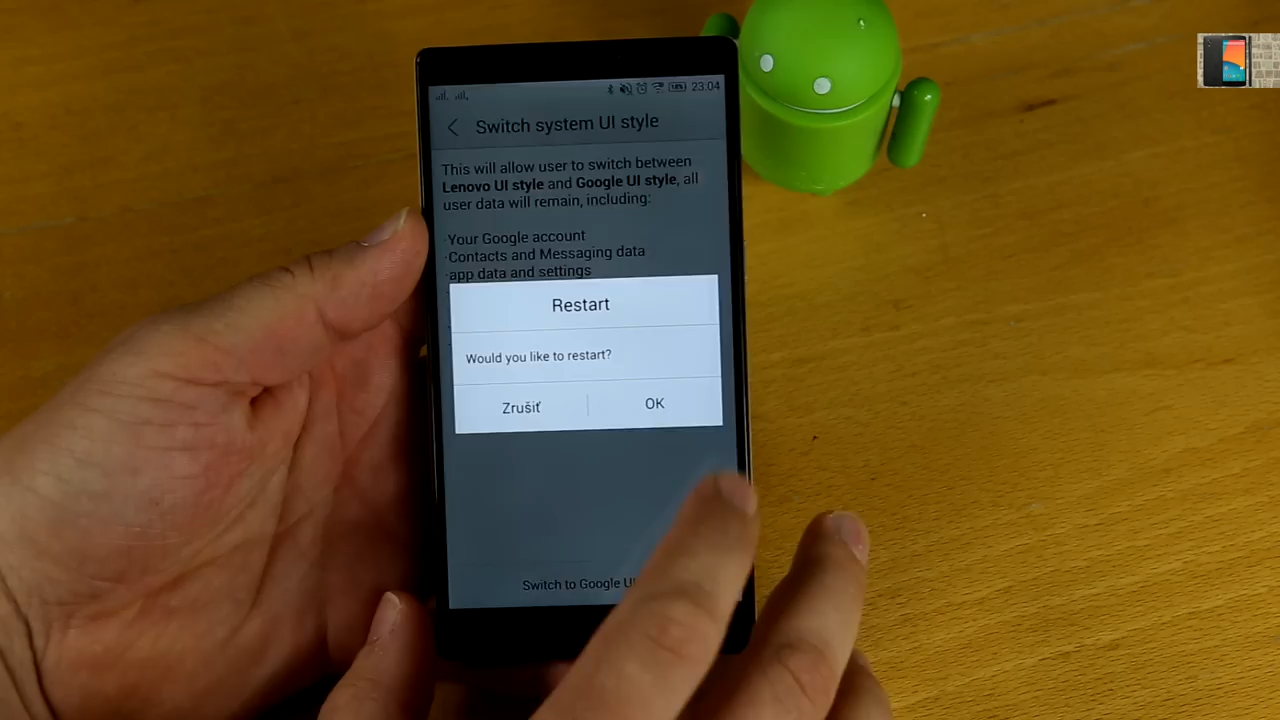 18% 23:04
Switch system UI style
This will allow user to switch between
Lenovo UI style and Google UI style, all
user data will remain, including:
·Your Google account
·Contacts and Messaging data
·app data and settings
Restart
Would you like to restart?
Zrušiť OK
Switch to Google UI